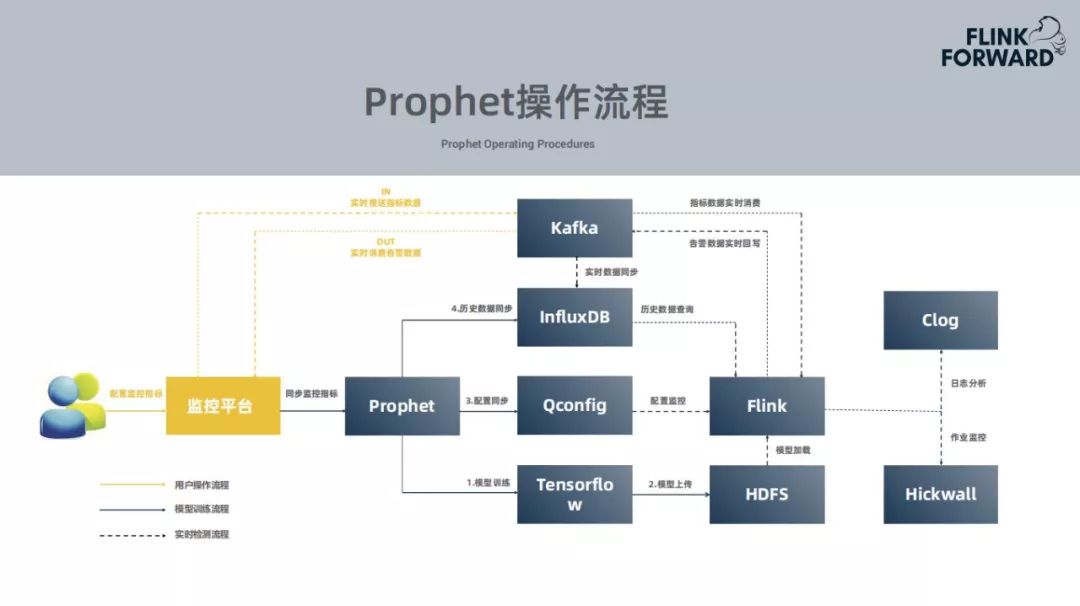 FLINK
FORWARD
Prophet操作流程
Prophet Operating Procedures
IN
实时推送指标数据
Kafka
指标数据实时消费
OUT
实时消费告警数据
告警数据实时回写
实时数据同步
4.历史数据同步
InfluxDB
历史数据查询
Clog
配置监控指标
监控平台
同步监控指标
Prophet
3.配置同步
Qconfig
配置监控
Flink
日志分析
作业监控
模型加载
1.模型训练
Tensorflo
w
2.模型上传
HDFS
Hickwall
用户操作流程
模型训练流程
实时检测流程